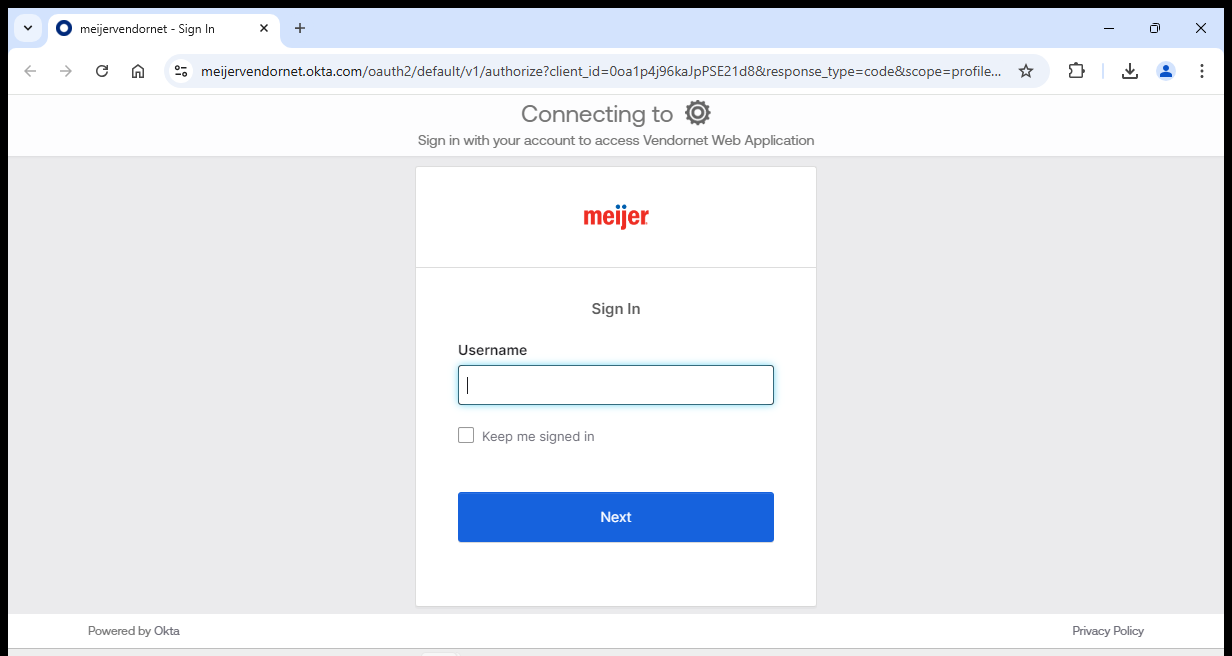 meijervendornet - Sign In
meijervendornet.okta.com/oauth2/default/v1/authorize?client_id=0oa1p4j96kaJpPSE21d8&response_type=code&scope=profile...
Connecting to
Sign in with your account to access Vendornet Web Application
meijer
Sign In
Username
Keep me signed in
Next
Powered by Okta
Privacy Policy